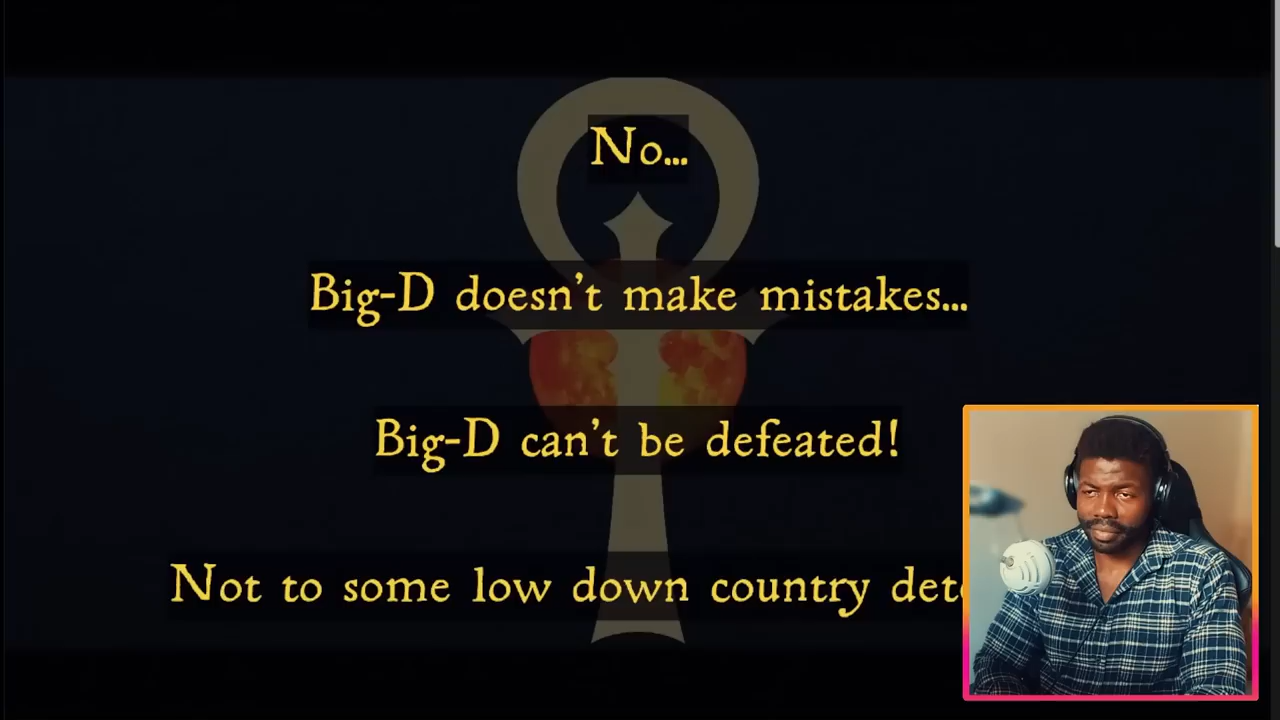 No...
Big-D doesn't make mistakes...
Big-D can't be defeated!
Not to some low down country